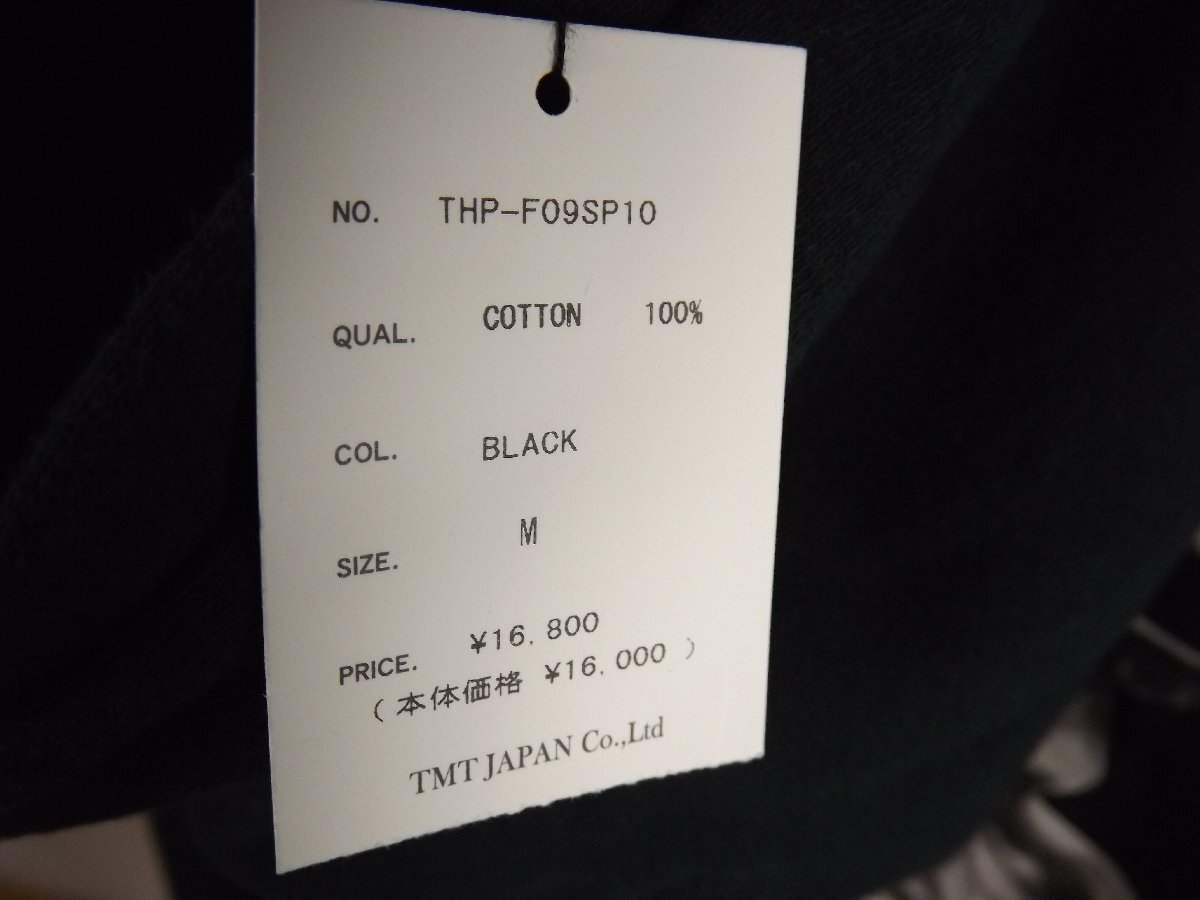 NO. THP-F09SP10
QUAL. COTTON 100%
COL. BLACK
SIZE. M
PRICE. ¥16,800
(本体価格 ¥16,000 )
TMT JAPAN Co.,Ltd